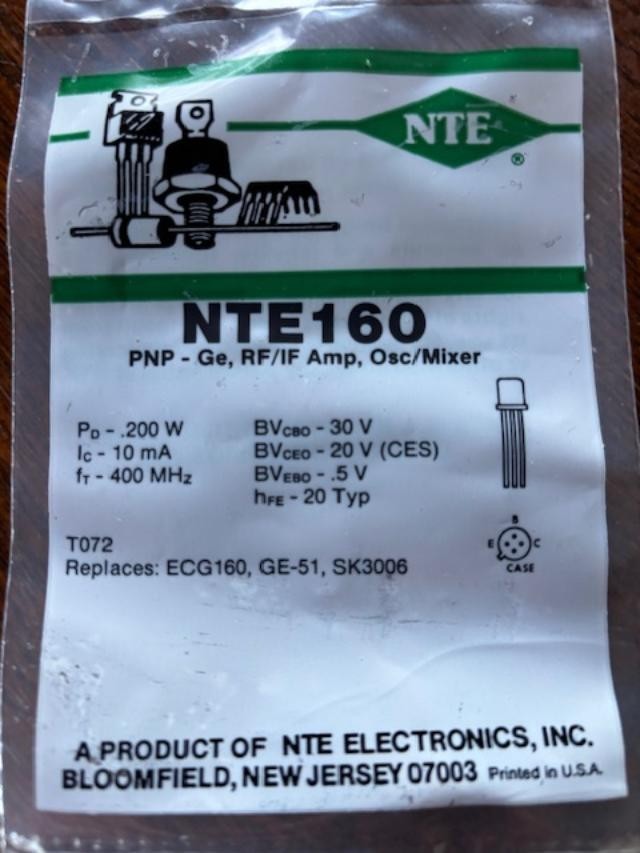 NTE
®
NTE160
PNP - Ge, RF/IF Amp, Osc/Mixer
PD - .200 W
IC - 10 mA
fT - 400 MHz
BVCBO - 30 V
BVCEO - 20 V (CES)
BVEBO - .5 V
hFE - 20 Typ
T072
Replaces: ECG160, GE-51, SK3006
B
E C
CASE
A PRODUCT OF NTE ELECTRONICS, INC.
BLOOMFIELD, NEW JERSEY 07003 Printed in U.S.A.